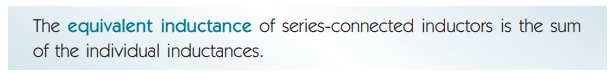 The equivalent inductance of series-connected inductors is the sum
of the individual inductances.